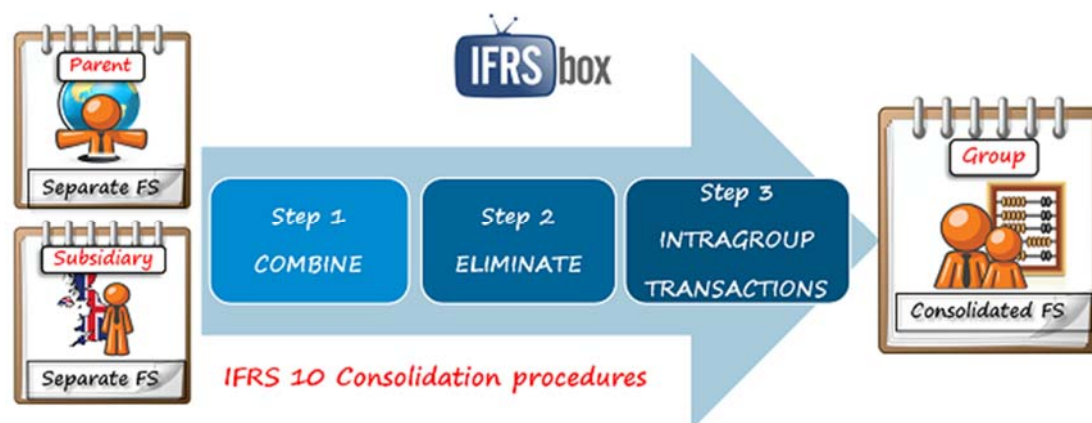 IFRS box
Parent
Separate FS
Subsidiary
Separate FS
Step 1
COMBINE
Step 2
ELIMINATE
Step 3
INTRAGROUP
TRANSACTIONS
Group
Consolidated FS
IFRS 10 Consolidation procedures